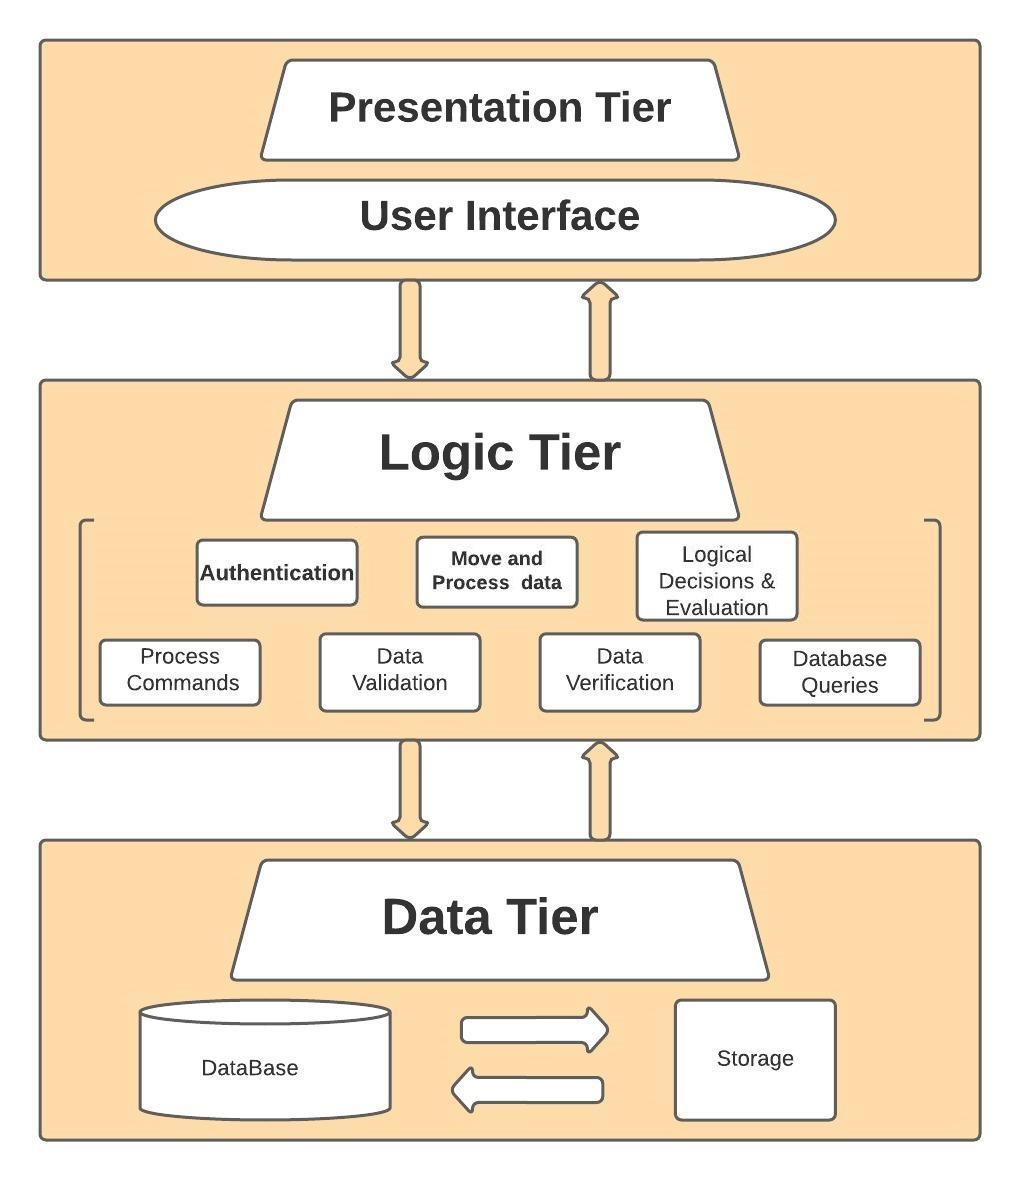 Presentation Tier
User Interface
Logic Tier
Authentication
Move and
Process data
Logical
Decisions &
Evaluation
Process
Commands
Data
Validation
Data
Verification
Database
Queries
Data Tier
DataBase
Storage